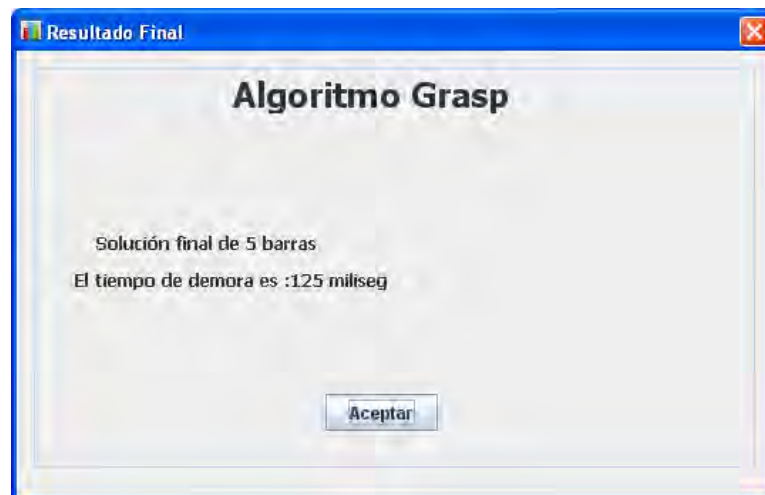 Resultado Final
Algoritmo Grasp
Solución final de 5 barras
El tiempo de demora es :125 miliseg
Aceptar